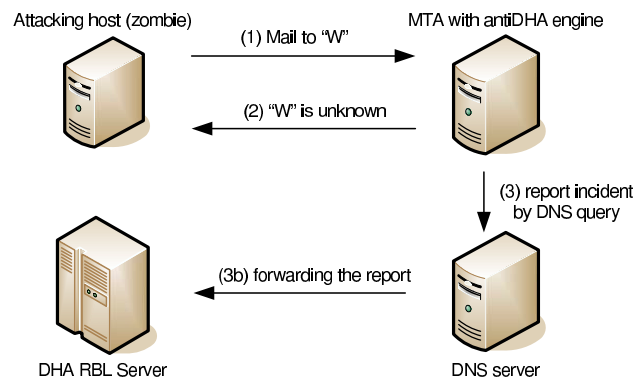 Attacking host (zombie)
MTA with antiDHA engine
(1) Mail to “W”
(2) “W” is unknown
(3) report incident
by DNS query
(3b) forwarding the report
DHA RBL Server
DNS server